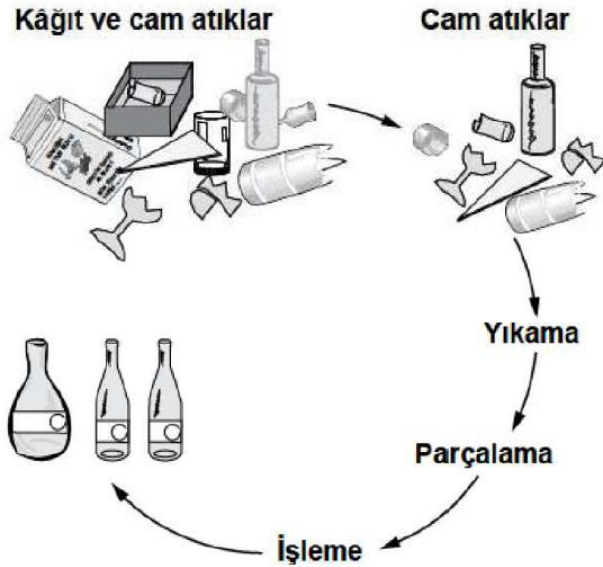 Kâğıt ve cam atıklar
Cam atıklar
Yıkama
Parçalama
İşleme